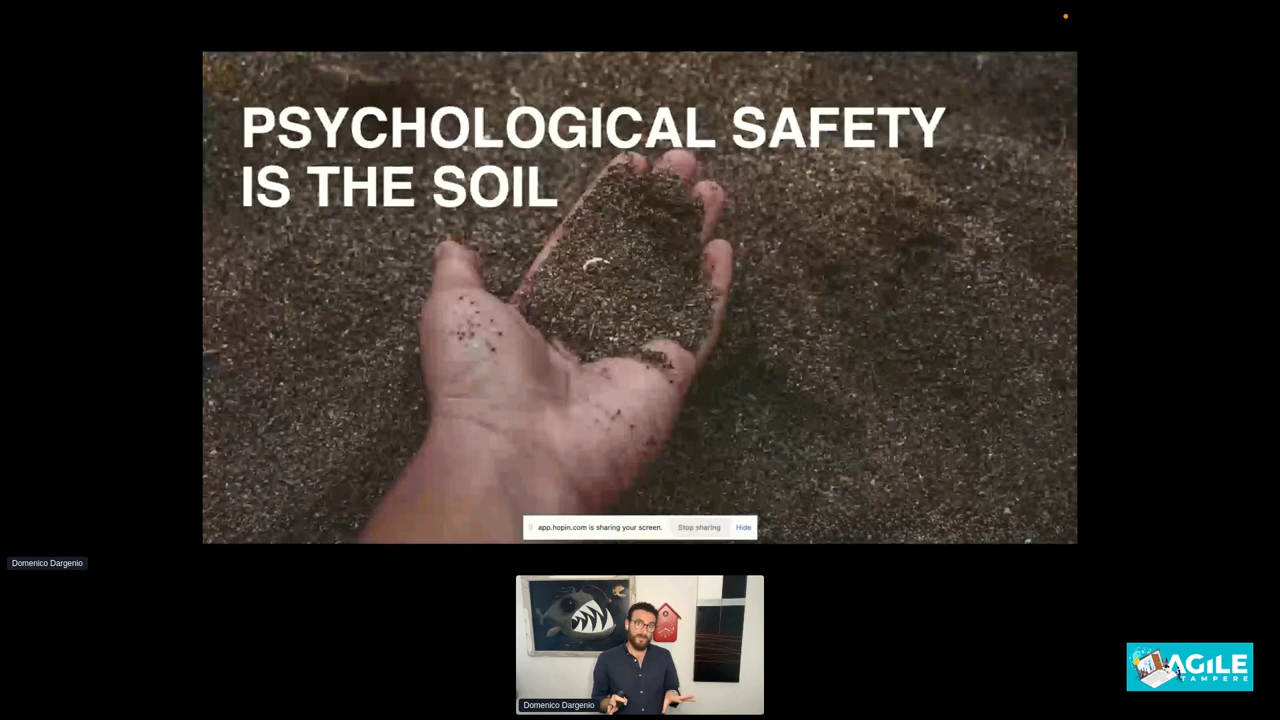 PSYCHOLOGICAL SAFETY
IS THE SOIL
app.hopin.com is sharing your screen. Stop sharing Hide
Domenico Dargenio
Domenico Dargenio
AGILE
TAMPERE